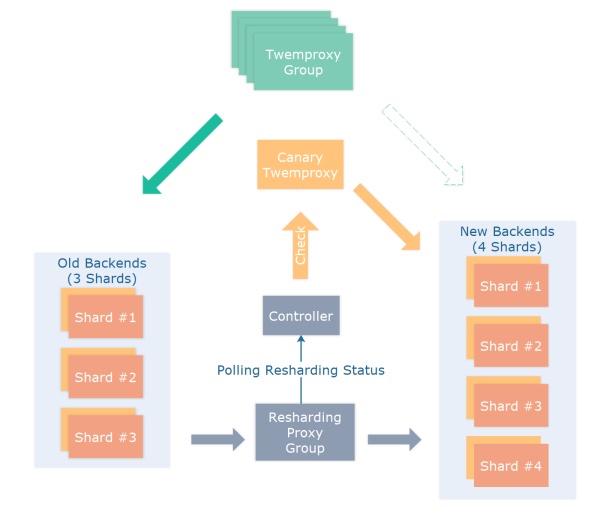 Twemproxy
Group
Canary
Twemproxy
Check
Old Backends
(3 Shards)
Shard #1
Shard #2
Shard #3
Controller
Polling Resharding Status
Resharding
Proxy
Group
New Backends
(4 Shards)
Shard #1
Shard #2
Shard #3
Shard #4